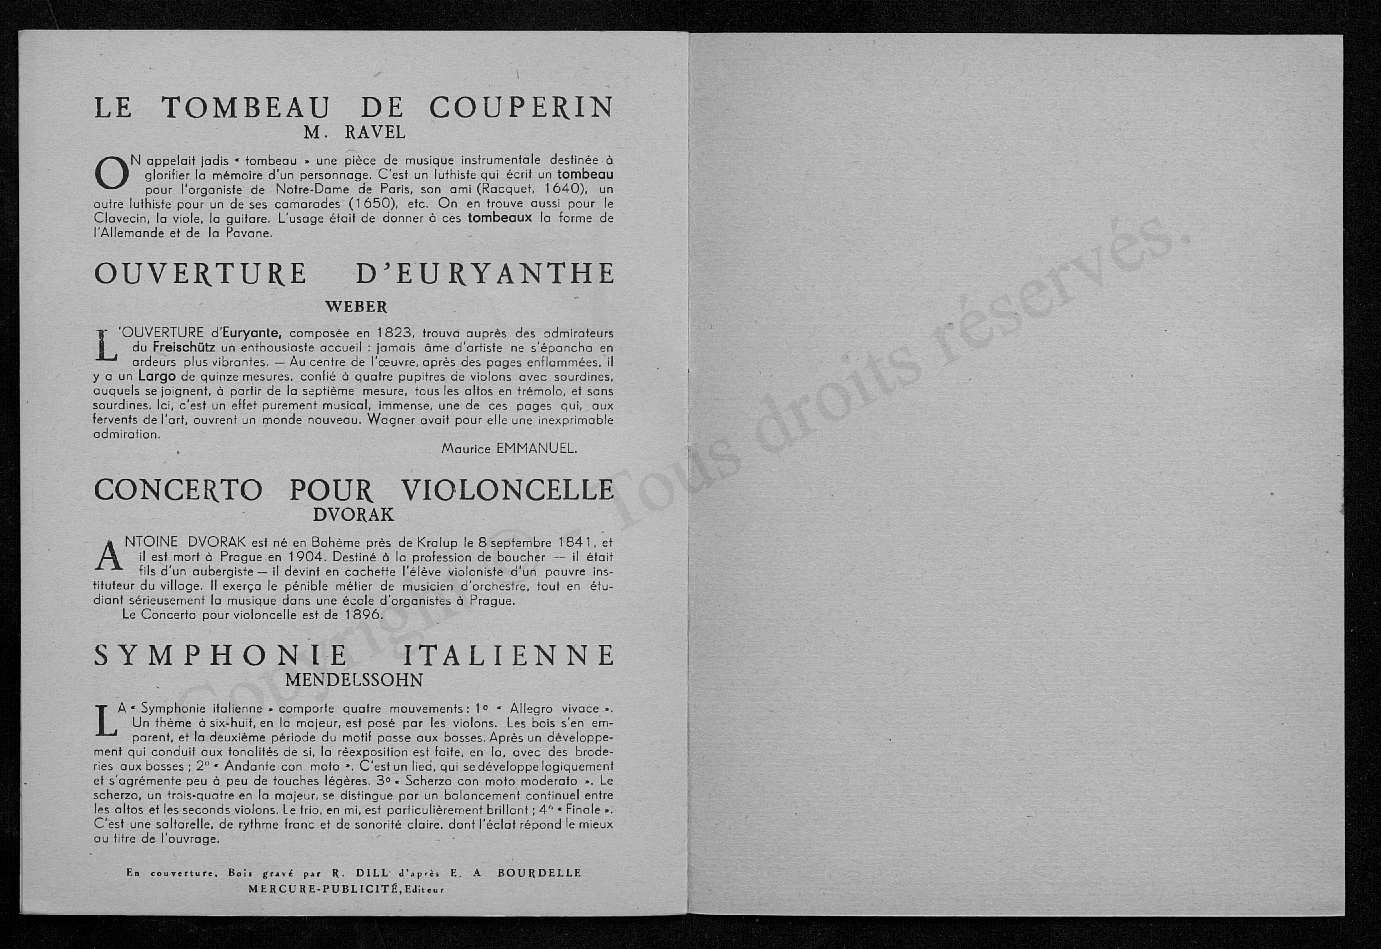 LE TOMBEAU DE COUPERIN
M. RAVEL
ON appelait jadis « tombeau » une pièce de musique instrumentale destinée à
glorifier la mémoire d'un personnage. C'est un luthiste qui écrit un tombeau
pour l'organiste de Notre-Dame de Paris, son ami (Racquet, 1640), un
autre luthiste pour un de ses camarades (1650), etc. On en trouve aussi pour le
Clavecin, la viole, la guitare. L'usage était de donner à ces tombeaux la forme de
l'Allemande et de la Pavane.
OUVERTURE D'EURYANTHE
WEBER
L'OUVERTURE d'Euryante, composée en 1823, trouva auprès des admirateurs
du Freischütz un enthousiaste accueil : jamais âme d'artiste ne s'épancha en
ardeurs plus vibrantes. — Au centre de l'œuvre, après des pages enflammées, il
y a un Largo de quinze mesures, confié à quatre pupitres de violons avec sourdines,
auquels se joignent, à partir de la septième mesure, tous les altos en trémolo, et sans
sourdines. Ici, c'est un effet purement musical, immense, une de ces pages qui, aux
fervents de l'art, ouvrent un monde nouveau. Wagner avait pour elle une inexprimable
admiration.
Maurice EMMANUEL.
CONCERTO POUR VIOLONCELLE
DVORAK
ANTOINE DVORAK est né en Bohème près de Kralup le 8 septembre 1841, et
il est mort à Prague en 1904. Destiné à la profession de boucher — il était
fils d'un aubergiste — il devint en cachette l'élève violoniste d'un pauvre ins-
tituteur du village. Il exerça le pénible métier de musicien d'orchestre, tout en étu-
diant sérieusement la musique dans une école d'organistes à Prague.
Le Concerto pour violoncelle est de 1896.
SYMPHONIE ITALIENNE
MENDELSSOHN
LA « Symphonie italienne » comporte quatre mouvements : 1º « Allegro vivace ».
Un thème à six-huit, en la majeur, est posé par les violons. Les bois s'en em-
parent, et la deuxième période du motif passe aux basses. Après un développe-
ment qui conduit aux tonalités de si, la réexposition est faite, en la, avec des brode-
ries aux basses ; 2º « Andante con moto ». C'est un lied, qui se développe logiquement
et s'agrémente peu à peu de touches légères. 3º « Scherzo con moto moderato ». Le
scherzo, un trois-quatre en la majeur, se distingue par un balancement continuel entre
les altos et les seconds violons. Le trio, en mi, est particulièrement brillant ; 4º « Finale ».
C'est une saltarelle, de rythme franc et de sonorité claire, dont l'éclat répond le mieux
au titre de l'ouvrage.
En couverture, Bois gravé par R. DILL d'après E. A BOURDELLE
MERCURE-PUBLICITÉ, Editeur
Copyright © - Tous droits réservés.